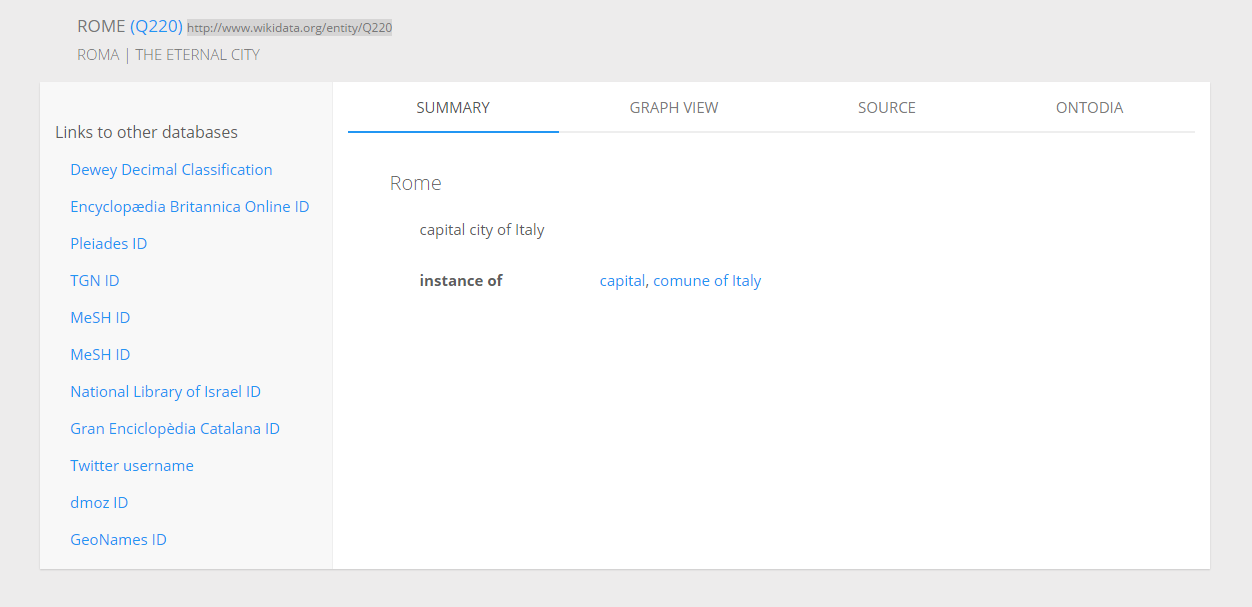 ROME (Q220) http://www.wikidata.org/entity/Q220
ROMA | THE ETERNAL CITY
Links to other databases
Dewey Decimal Classification
Encyclopædia Britannica Online ID
Pleiades ID
TGN ID
MeSH ID
MeSH ID
National Library of Israel ID
Gran Enciclopèdia Catalana ID
Twitter username
dmoz ID
GeoNames ID
SUMMARY GRAPH VIEW SOURCE ONTODIA
Rome
capital city of Italy
instance of capital, comune of Italy